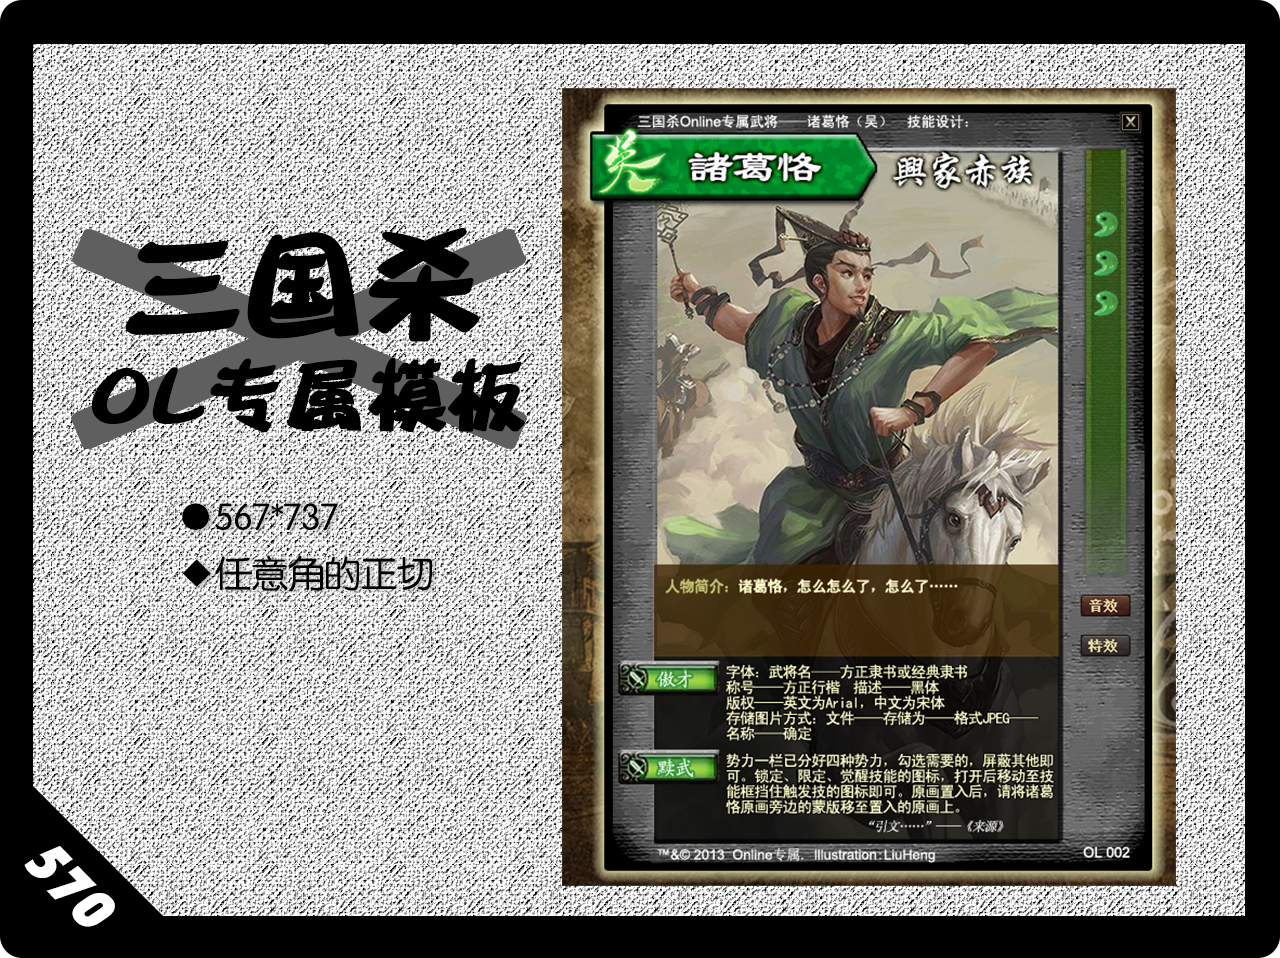 三国杀
OL专属模板
●567*737
◆任意角的正切
570
三国杀Online专属武将——诸葛恪（吴） 技能设计：
X
吴 諸葛恪 興家赤族
人物简介：诸葛恪，怎么怎么了，怎么了……
音效
特效
傲才
字体：武将名——方正隶书或经典隶书
称号——方正行楷 描述——黑体
版权——英文为Arial，中文为宋体
存储图片方式：文件——存储为——格式JPEG——
名称——确定
黩武
势力一栏已分好四种势力，勾选需要的，屏蔽其他即
可。锁定、限定、觉醒技能的图标，打开后移动至技
能框挡住触发技的图标即可。原画置入后，请将诸葛
恪原画旁边的蒙版移至置入的原画上。
“引文……”——《来源》
™&© 2013 Online专属. Illustration：LiuHeng
OL 002